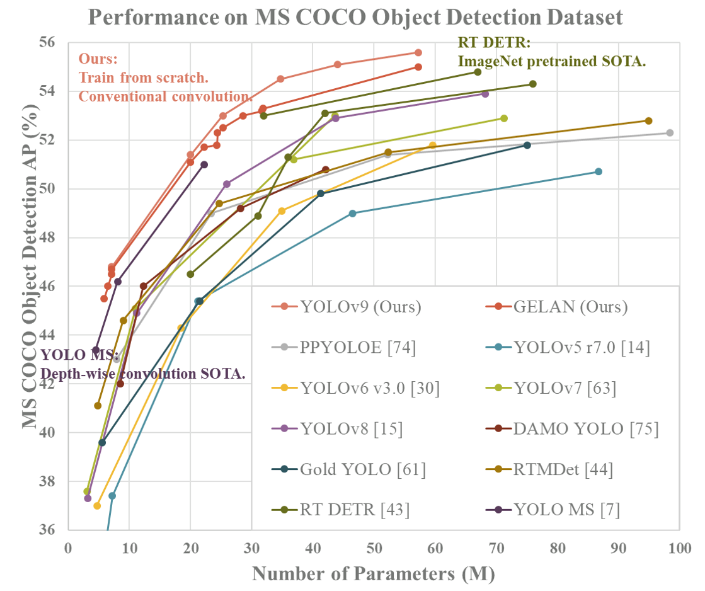 Performance on MS COCO Object Detection Dataset
MS COCO Object Detection AP (%)
56
54
52
50
48
46
44
42
40
38
36
Ours:
Train from scratch.
Conventional convolution.
RT DETR:
ImageNet pretrained SOTA.
YOLO MS:
Depth-wise convolution SOTA.
YOLOv9 (Ours)
GELAN (Ours)
PPYOLOE [74]
YOLOv5 r7.0 [14]
YOLOv6 v3.0 [30]
YOLOv7 [63]
YOLOv8 [15]
DAMO YOLO [75]
Gold YOLO [61]
RTMDet [44]
RT DETR [43]
YOLO MS [7]
0 10 20 30 40 50 60 70 80 90 100
Number of Parameters (M)